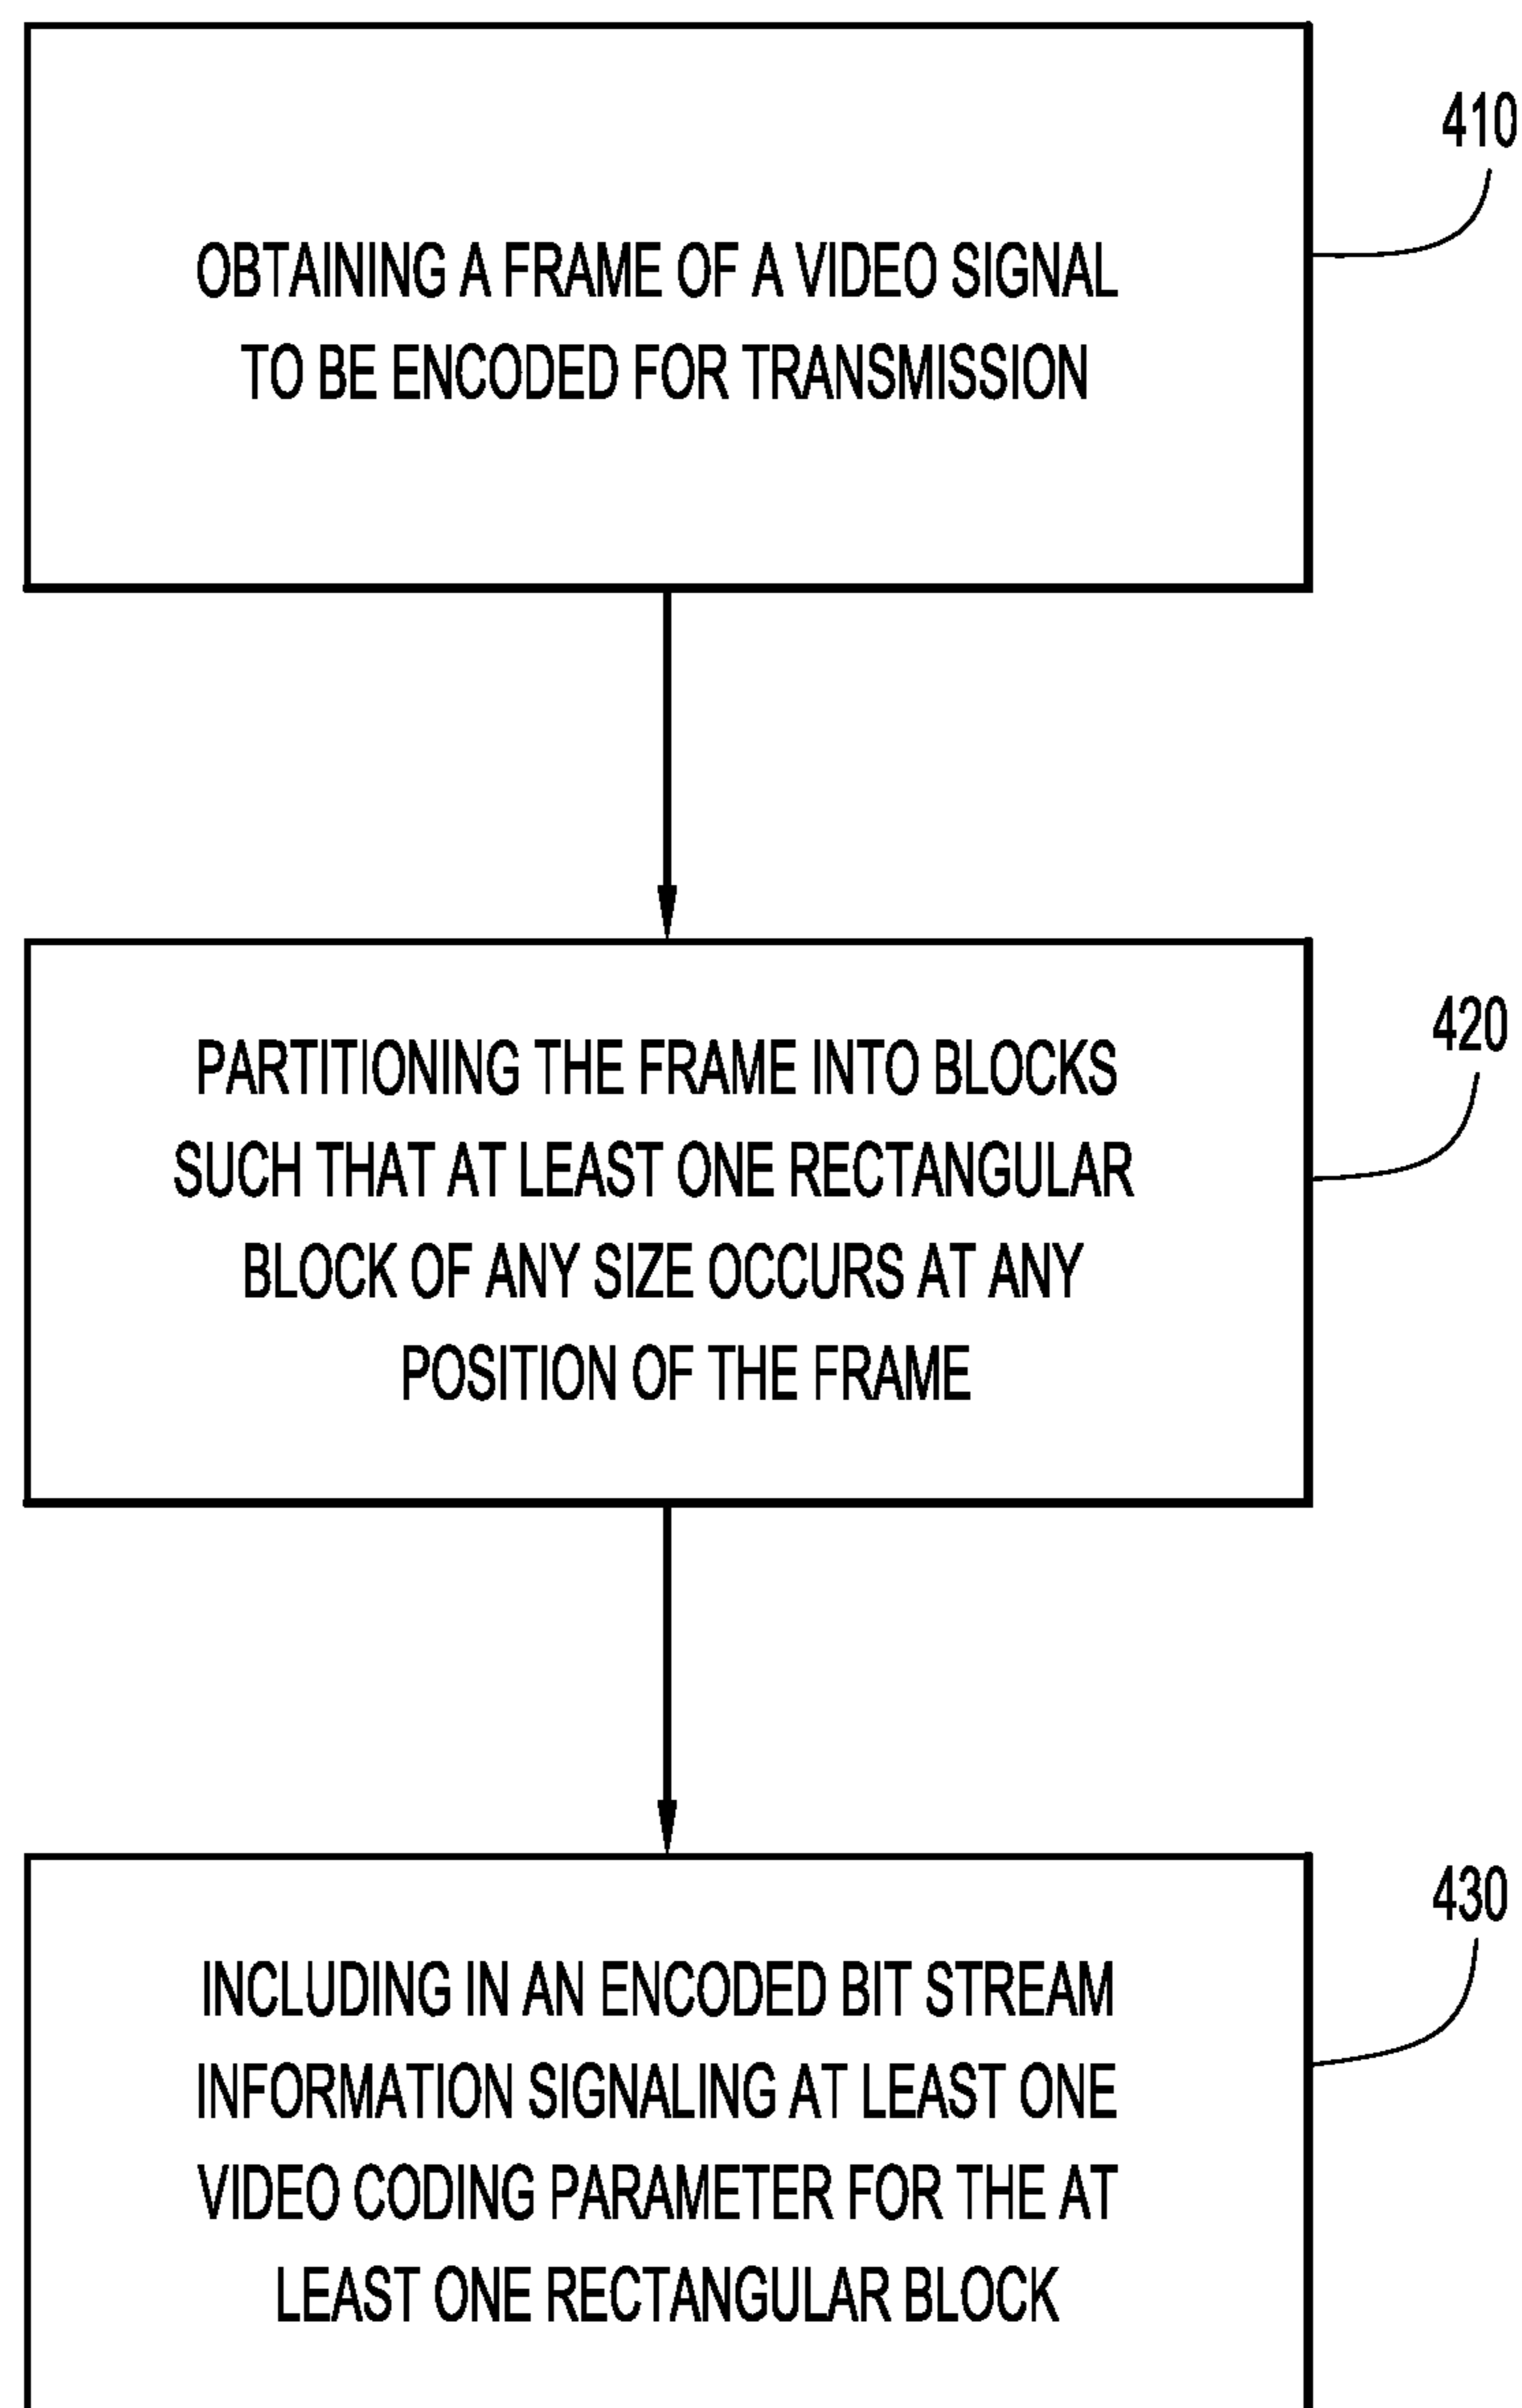 410
OBTAINING A FRAME OF A VIDEO SIGNAL
TO BE ENCODED FOR TRANSMISSION
420
PARTITIONING THE FRAME INTO BLOCKS
SUCH THAT AT LEAST ONE RECTANGULAR
BLOCK OF ANY SIZE OCCURS AT ANY
POSITION OF THE FRAME
430
INCLUDING IN AN ENCODED BIT STREAM
INFORMATION SIGNALING AT LEAST ONE
VIDEO CODING PARAMETER FOR THE AT
LEAST ONE RECTANGULAR BLOCK